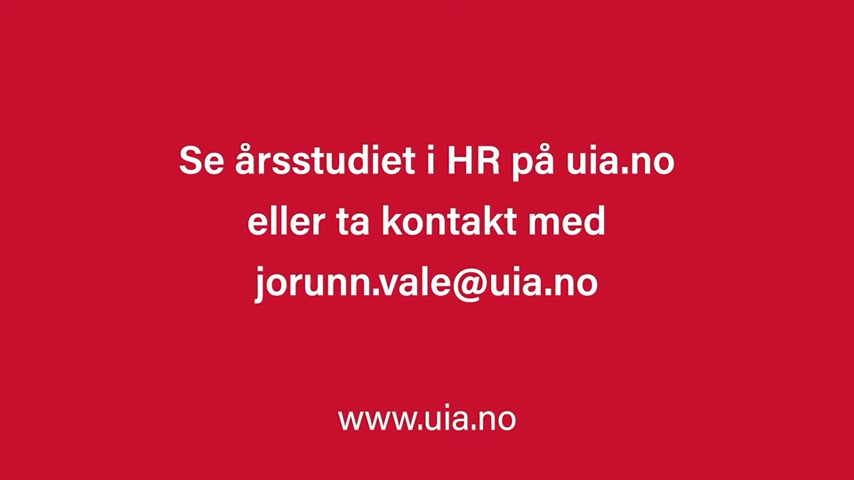 Se årsstudiet i HR på uia.no
eller ta kontakt med
jorunn.vale@uia.no
www.uia.no